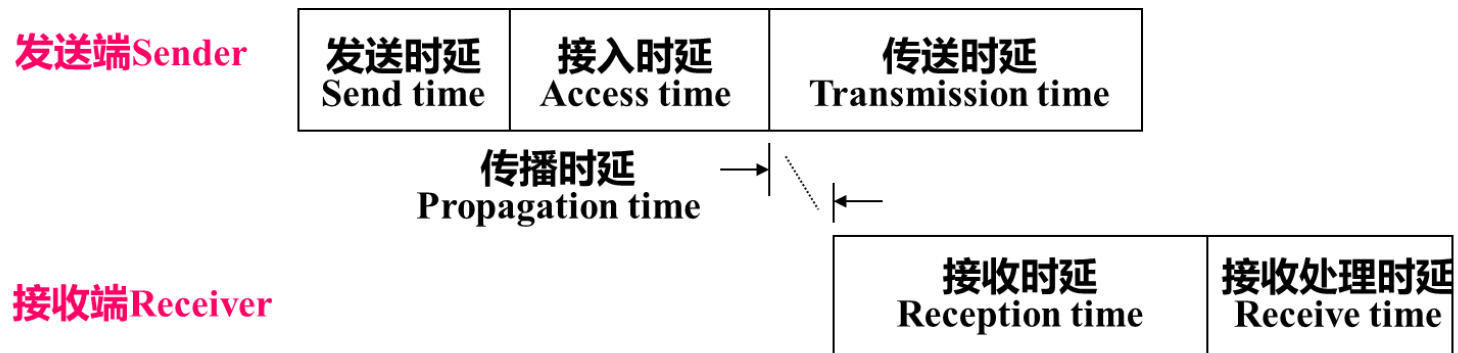 发送端Sender
发送时延
Send time
接入时延
Access time
传送时延
Transmission time
传播时延
Propagation time
接收端Receiver
接收时延
Reception time
接收处理时延
Receive time